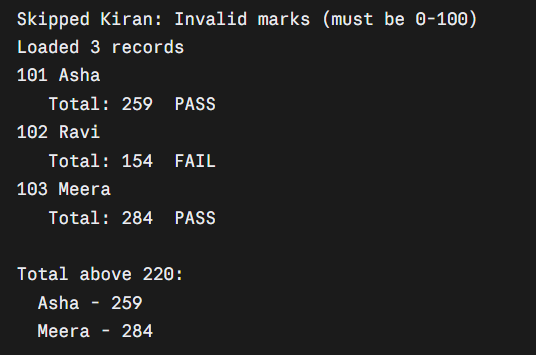 Skipped Kiran: Invalid marks (must be 0-100)
Loaded 3 records
101 Asha
   Total: 259  PASS
102 Ravi
   Total: 154  FAIL
103 Meera
   Total: 284  PASS

Total above 220:
  Asha - 259
  Meera - 284